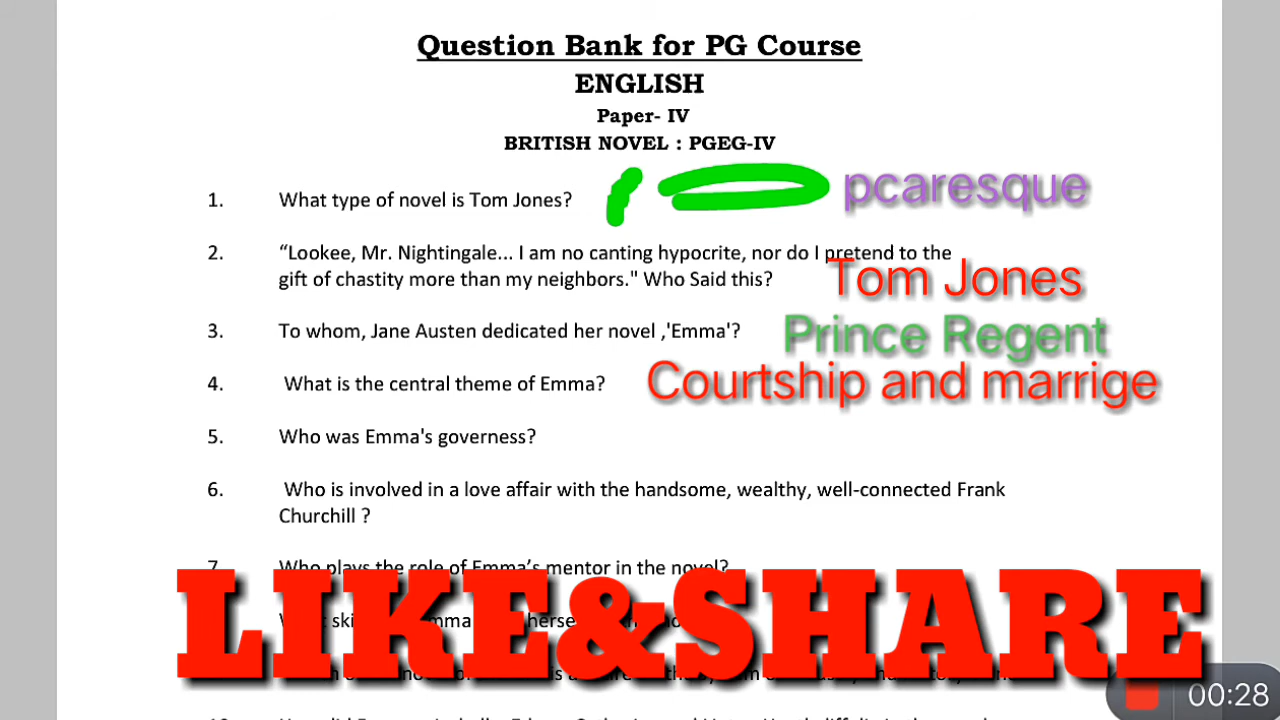 Question Bank for PG Course
ENGLISH
Paper- IV
BRITISH NOVEL : PGEG-IV
1. What type of novel is Tom Jones? pcaresque
2. “Lookee, Mr. Nightingale... I am no canting hypocrite, nor do I pretend to the
gift of chastity more than my neighbors." Who Said this? Tom Jones
3. To whom, Jane Austen dedicated her novel ,'Emma'? Prince Regent
4. What is the central theme of Emma? Courtship and marrige
5. Who was Emma's governess?
6. Who is involved in a love affair with the handsome, wealthy, well-connected Frank
Churchill ?
7. Who plays the role of Emma’s mentor in the novel?
LIKE&SHARE
00:28